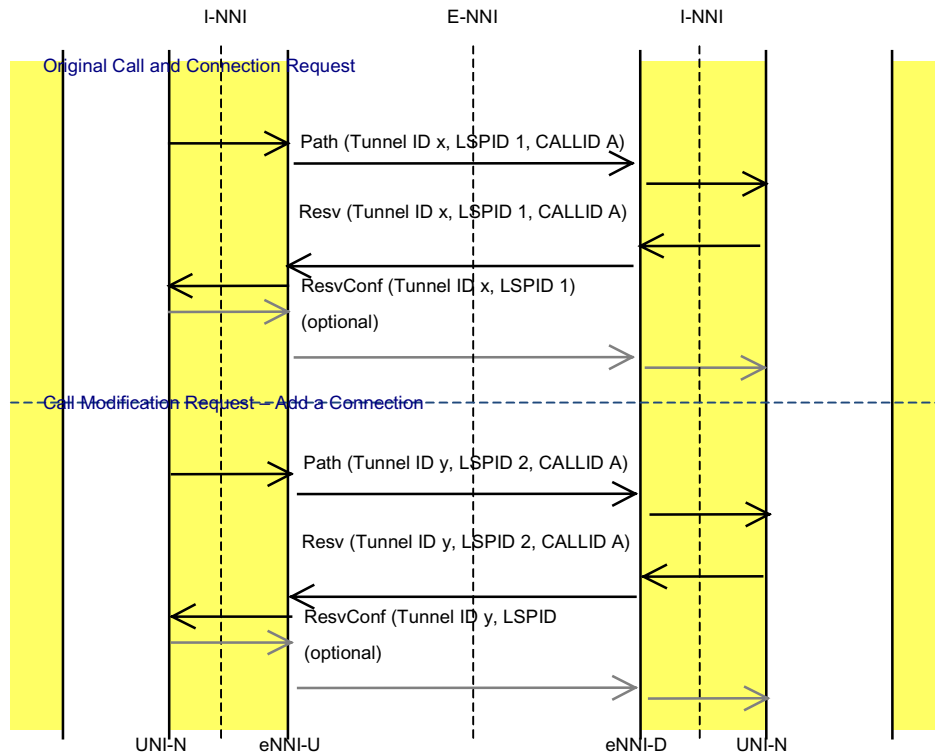 I-NNI E-NNI I-NNI
Original Call and Connection Request
Path (Tunnel ID x, LSPID 1, CALLID A)
Resv (Tunnel ID x, LSPID 1, CALLID A)
ResvConf (Tunnel ID x, LSPID 1)
(optional)
Call Modification Request – Add a Connection
Path (Tunnel ID y, LSPID 2, CALLID A)
Resv (Tunnel ID y, LSPID 2, CALLID A)
ResvConf (Tunnel ID y, LSPID
(optional)
UNI-N eNNI-U eNNI-D UNI-N